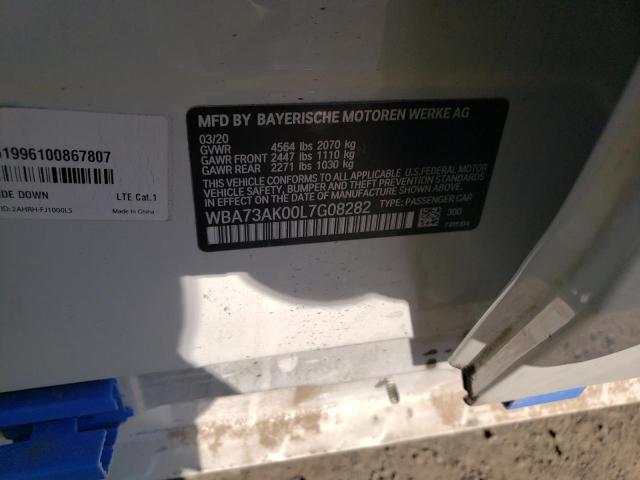 MFD BY BAYERISCHE MOTOREN WERKE AG
03/20
GVWR 4564 lbs 2070 kg
GAWR FRONT 2447 lbs 1110 kg
GAWR REAR 2271 lbs 1030 kg
THIS VEHICLE CONFORMS TO ALL APPLICABLE U.S. FEDERAL MOTOR
VEHICLE SAFETY, BUMPER, AND THEFT PREVENTION STANDARDS
IN EFFECT ON THE DATE OF MANUFACTURE SHOWN ABOVE.
WBA73AK00L7G08282 TYPE: PASSENGER CAR
300
1996100867807
DE DOWN LTE Cat.1
ID: 2AHRH-FJ1000LS Made in China